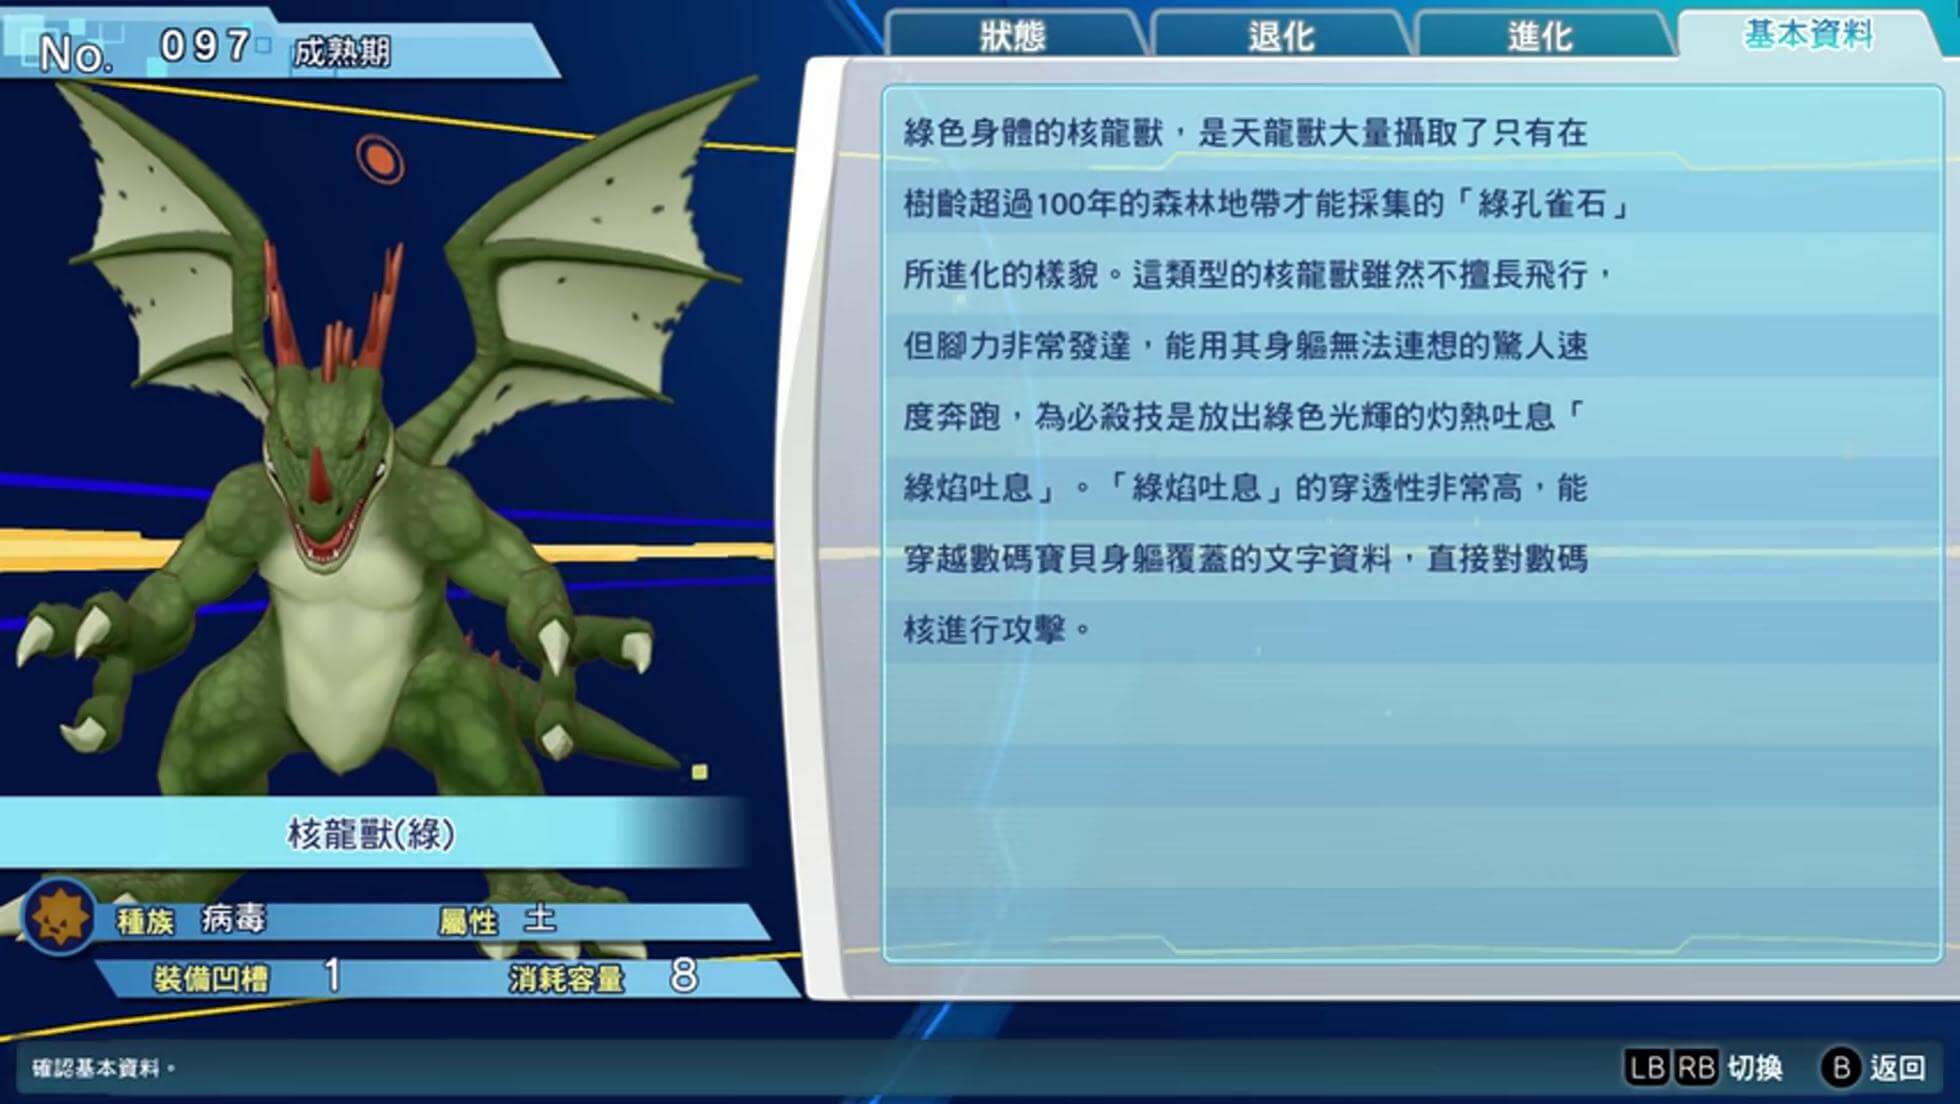 No. 097 成熟期
狀態 退化 進化 基本資料
綠色身體的核龍獸，是天龍獸大量攝取了只有在
樹齡超過100年的森林地帶才能採集的「綠孔雀石」
所進化的樣貌。這類型的核龍獸雖然不擅長飛行，
但腳力非常發達，能用其身軀無法連想的驚人速
度奔跑，為必殺技是放出綠色光輝的灼熱吐息「
綠焰吐息」。「綠焰吐息」的穿透性非常高，能
穿越數碼寶貝身軀覆蓋的文字資料，直接對數碼
核進行攻擊。
核龍獸(綠)
種族 病毒 屬性 土
裝備凹槽 1 消耗容量 8
確認基本資料。
LB RB 切換 B 返回